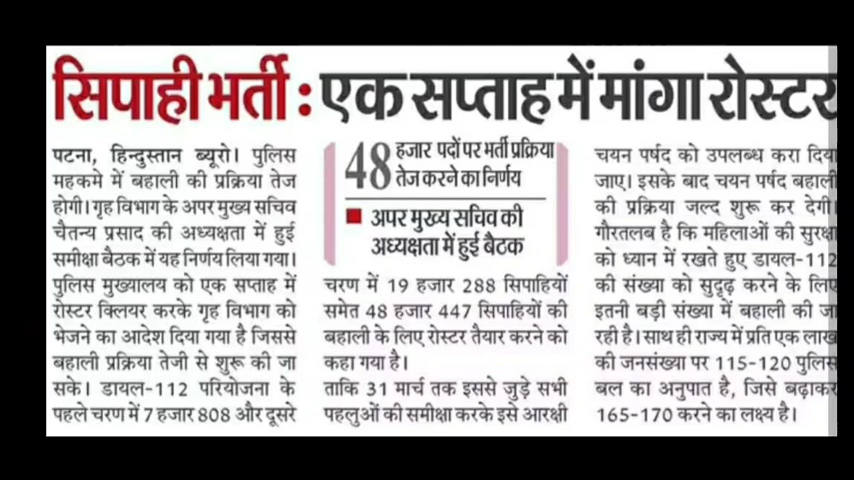 सिपाही भर्ती : एक सप्ताह में मांगा रोस्टर
पटना, हिन्दुस्तान ब्यूरो। पुलिस
महकमे में बहाली की प्रक्रिया तेज
होगी। गृह विभाग के अपर मुख्य सचिव
चैतन्य प्रसाद की अध्यक्षता में हुई
समीक्षा बैठक में यह निर्णय लिया गया।
पुलिस मुख्यालय को एक सप्ताह में
रोस्टर क्लियर करके गृह विभाग को
भेजने का आदेश दिया गया है जिससे
बहाली प्रक्रिया तेजी से शुरू की जा
सके। डायल-112 परियोजना के
पहले चरण में 7 हजार 808 और दूसरे
48 हजार पदों पर भर्ती प्रक्रिया
तेज करने का निर्णय
अपर मुख्य सचिव की
अध्यक्षता में हुई बैठक
चरण में 19 हजार 288 सिपाहियों
समेत 48 हजार 447 सिपाहियों की
बहाली के लिए रोस्टर तैयार करने को
कहा गया है।
ताकि 31 मार्च तक इससे जुड़े सभी
पहलुओं की समीक्षा करके इसे आरक्षी
चयन पर्षद को उपलब्ध करा दिया
जाए। इसके बाद चयन पर्षद बहाली
की प्रक्रिया जल्द शुरू कर देगी।
गौरतलब है कि महिलाओं की सुरक्षा
को ध्यान में रखते हुए डायल-112
की संख्या को सुदृढ़ करने के लिए
इतनी बड़ी संख्या में बहाली की जा
रही है। साथ ही राज्य में प्रति एक लाख
की जनसंख्या पर 115-120 पुलिस
बल का अनुपात है, जिसे बढ़ाकर
165-170 करने का लक्ष्य है।